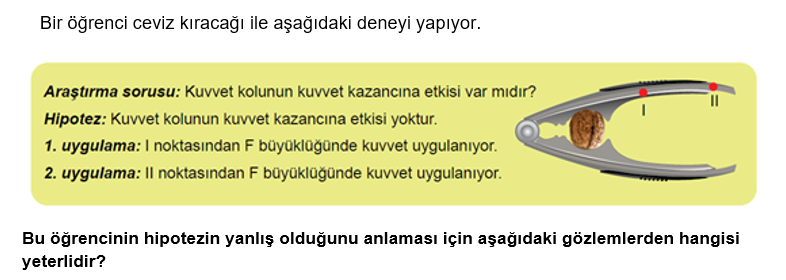 Bir öğrenci ceviz kıracağı ile aşağıdaki deneyi yapıyor.
Araştırma sorusu: Kuvvet kolunun kuvvet kazancına etkisi var mıdır?
Hipotez: Kuvvet kolunun kuvvet kazancına etkisi yoktur.
1. uygulama: I noktasından F büyüklüğünde kuvvet uygulanıyor.
2. uygulama: II noktasından F büyüklüğünde kuvvet uygulanıyor.
I
II
Bu öğrencinin hipotezin yanlış olduğunu anlaması için aşağıdaki gözlemlerden hangisi
yeterlidir?